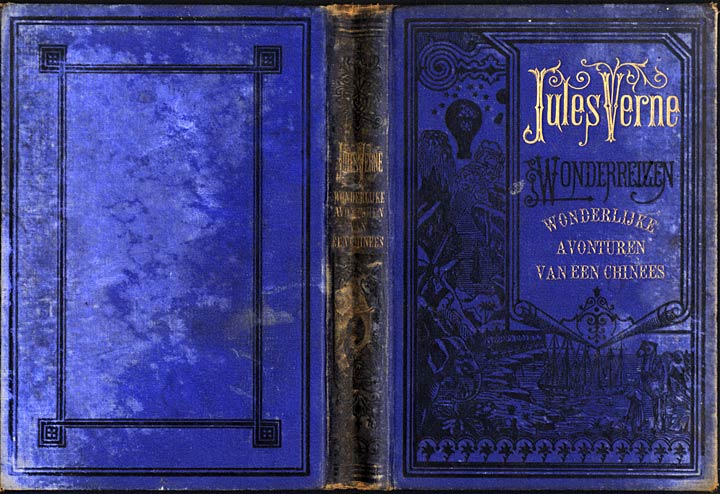 Jules Verne
Wonderreizen
WONDERLIJKE
AVONTUREN
VAN EEN CHINEES
JULES VERNE
WONDERLIJKE
AVONTUREN
VAN
EEN CHINEES